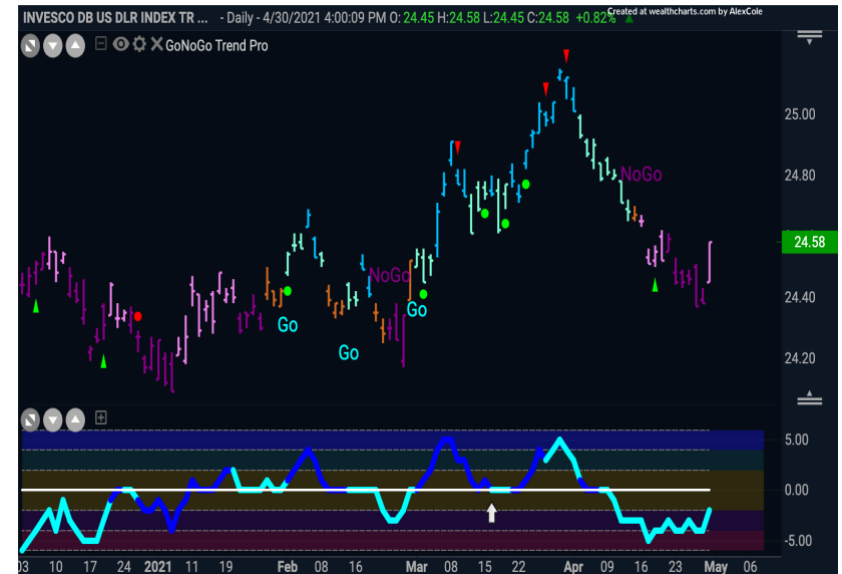 INVESCO DB US DLR INDEX TR ... - Daily - 4/30/2021 4:00:09 PM O: 24.45 H:24.58 L:24.45 C:24.58 +0.82%
Created at wealthcharts.com by AlexCole
GoNoGo Trend Pro
25.00
24.80
NoGo
24.58
NoGo
24.40
Go
Go
Go
24.20
5.00
0.00
-5.00
03 10 17 24 2021 11 19 Feb 08 16 Mar 08 15 22 Apr 09 16 23 May 06